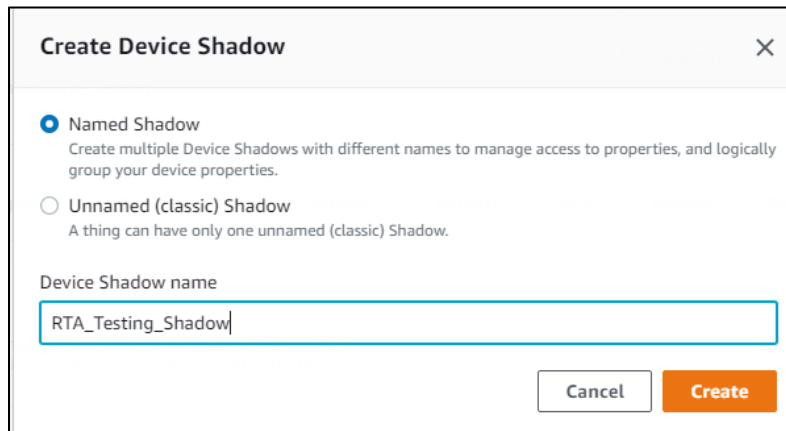 Create Device Shadow
Named Shadow
Create multiple Device Shadows with different names to manage access to properties, and logically
group your device properties.
Unnamed (classic) Shadow
A thing can have only one unnamed (classic) Shadow.
Device Shadow name
RTA_Testing_Shadow
Cancel Create